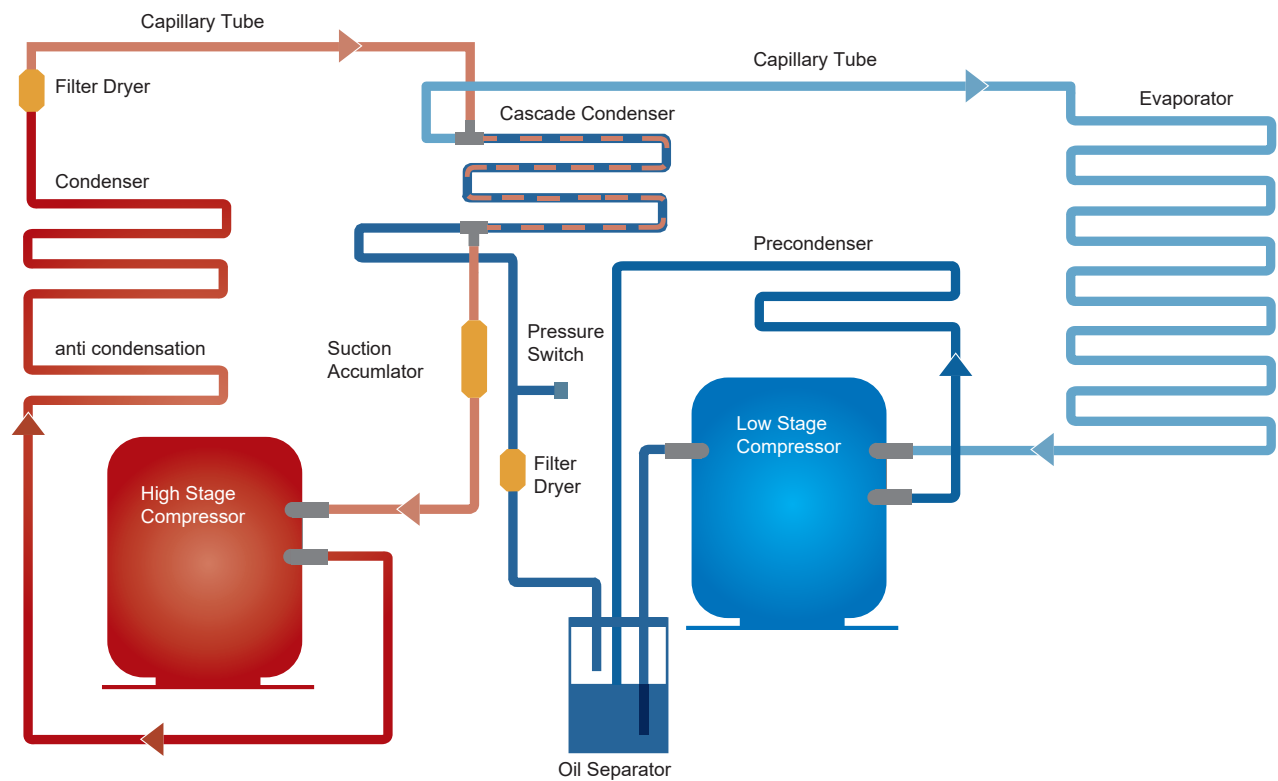 Capillary Tube
Filter Dryer
Capillary Tube
Evaporator
Cascade Condenser
Condenser
Precondenser
anti condensation
Suction
Accumlator
Pressure
Switch
Low Stage
Compressor
Filter
Dryer
High Stage
Compressor
Oil Separator